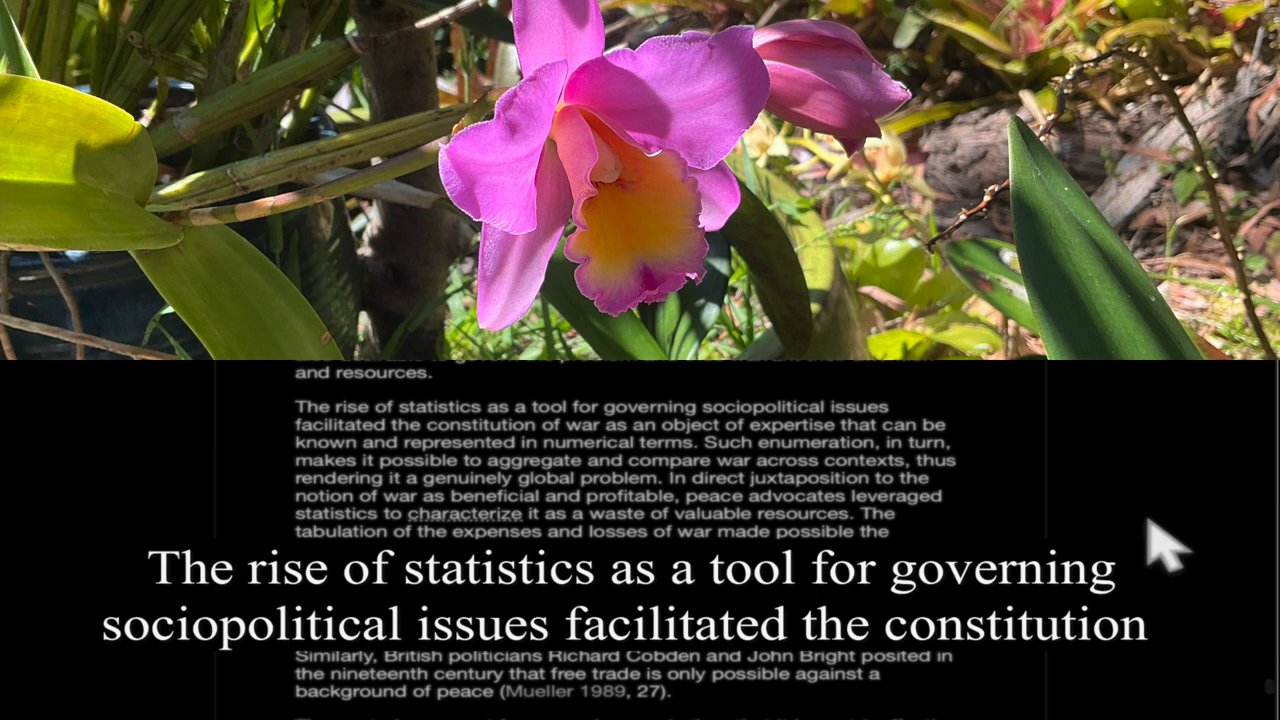 and resources.
The rise of statistics as a tool for governing sociopolitical issues
facilitated the constitution of war as an object of expertise that can be
known and represented in numerical terms. Such enumeration, in turn,
makes it possible to aggregate and compare war across contexts, thus
rendering it a genuinely global problem. In direct juxtaposition to the
notion of war as beneficial and profitable, peace advocates leveraged
statistics to characterize it as a waste of valuable resources. The
tabulation of the expenses and losses of war made possible the
The rise of statistics as a tool for governing
sociopolitical issues facilitated the constitution
Similarly, British politicians Richard Cobden and John Bright posited in
the nineteenth century that free trade is only possible against a
background of peace (Mueller 1989, 27).